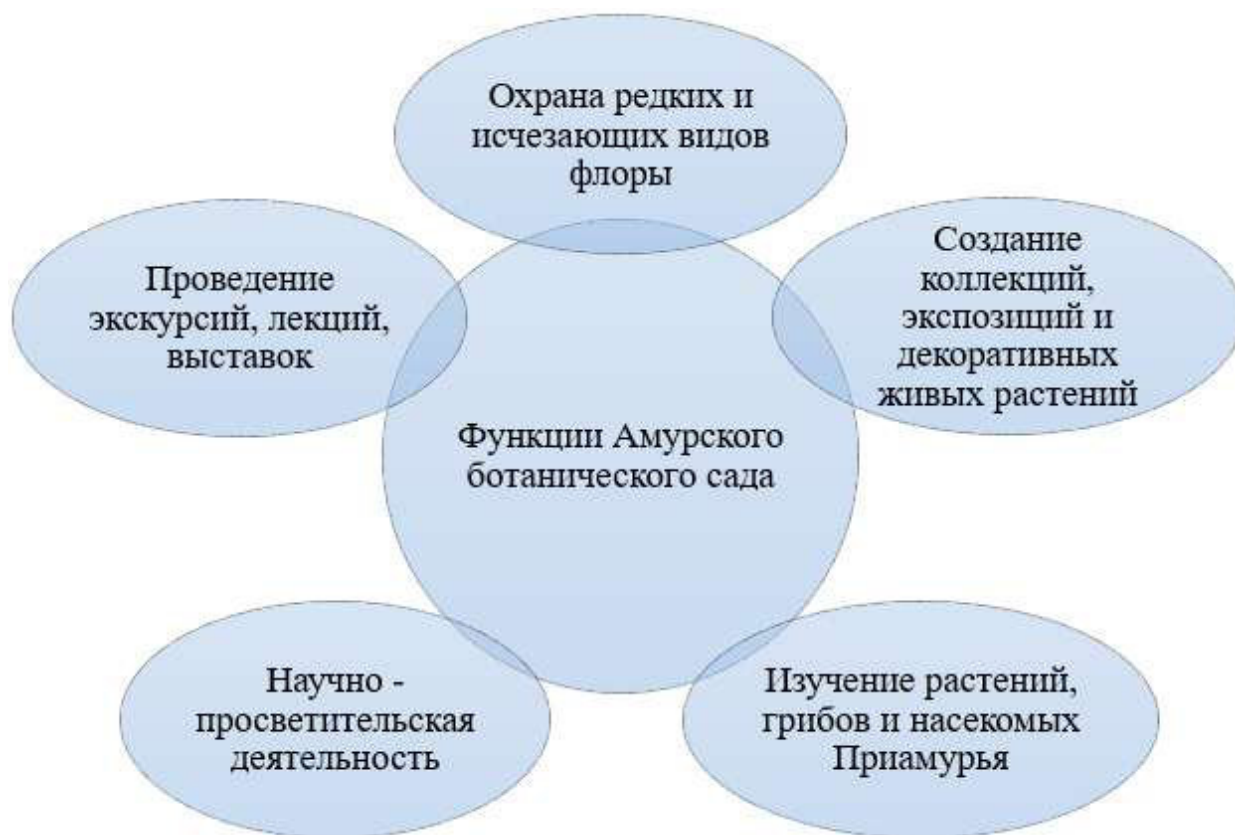 Охрана редких и
исчезающих видов
флоры
Создание
коллекций,
экспозиций и
декоративных
живых растений
Проведение
экскурсий, лекций,
выставок
Функции Амурского
ботанического сада
Научно -
просветительская
деятельность
Изучение растений,
грибов и насекомых
Приамурья